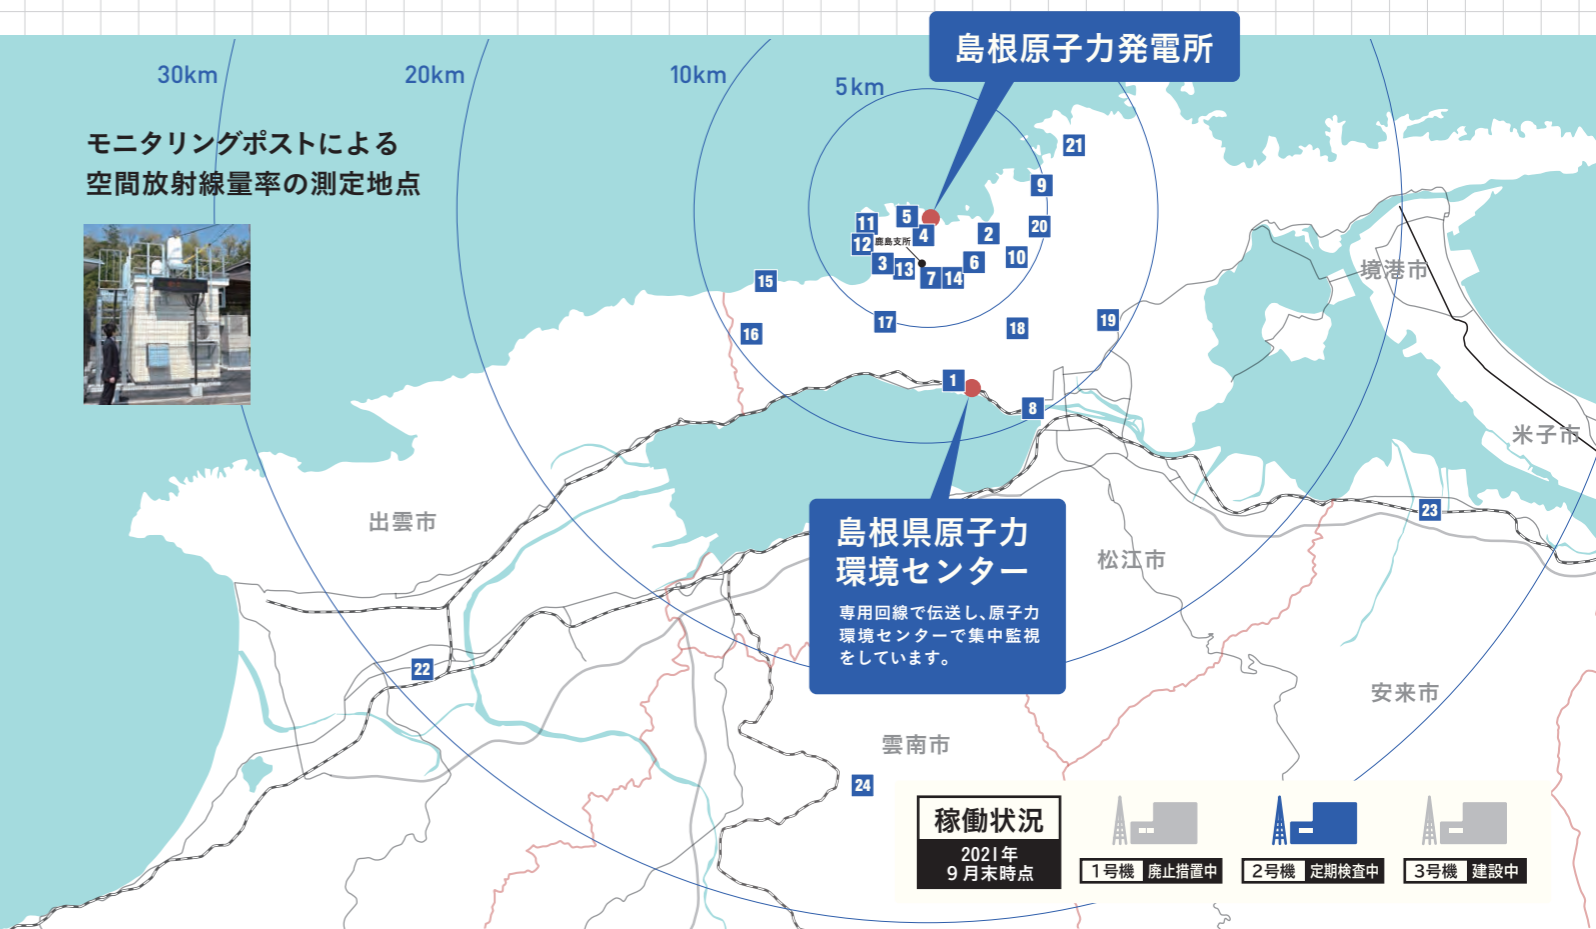 島根原子力発電所
30km
20km
10km
5km
モニタリングポストによる
空間放射線量率の測定地点
21
9
11
5
20
4
2
12
鹿島支所
10
3
13
6
7
14
15
17
18
19
16
1
8
境港市
米子市
出雲市
23
島根県原子力
環境センター
専用回線で伝送し、原子力
環境センターで集中監視
をしています。
松江市
22
安来市
雲南市
24
稼働状況
2021年
9月末時点
1号機 廃止措置中
2号機 定期検査中
3号機 建設中